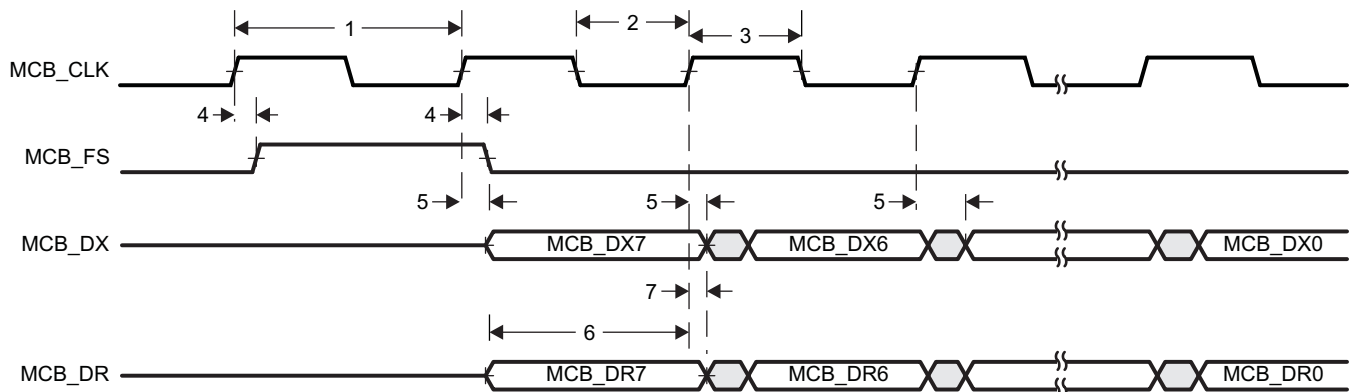 1 2 3
MCB_CLK
4 4
MCB_FS
5 5 5
MCB_DX MCB_DX7 MCB_DX6 MCB_DX0
7
6
MCB_DR MCB_DR7 MCB_DR6 MCB_DR0